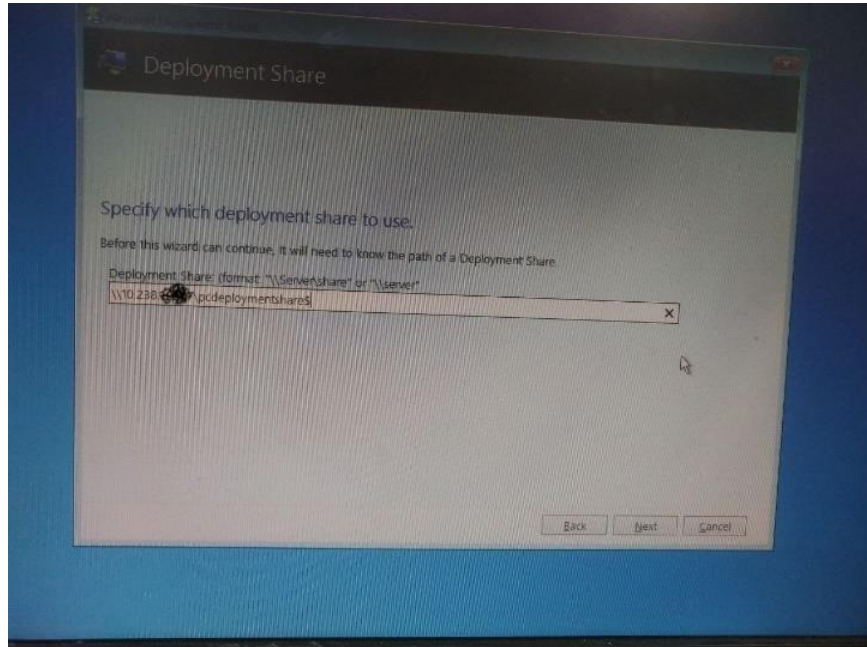 Deployment Share
Specify which deployment share to use.
Before this wizard can continue, it will need to know the path of a Deployment Share.
Deployment Share: (format: "\\Server\share" or "\\server"
\\10.238 \pcdeploymentshare$
Back Next Cancel